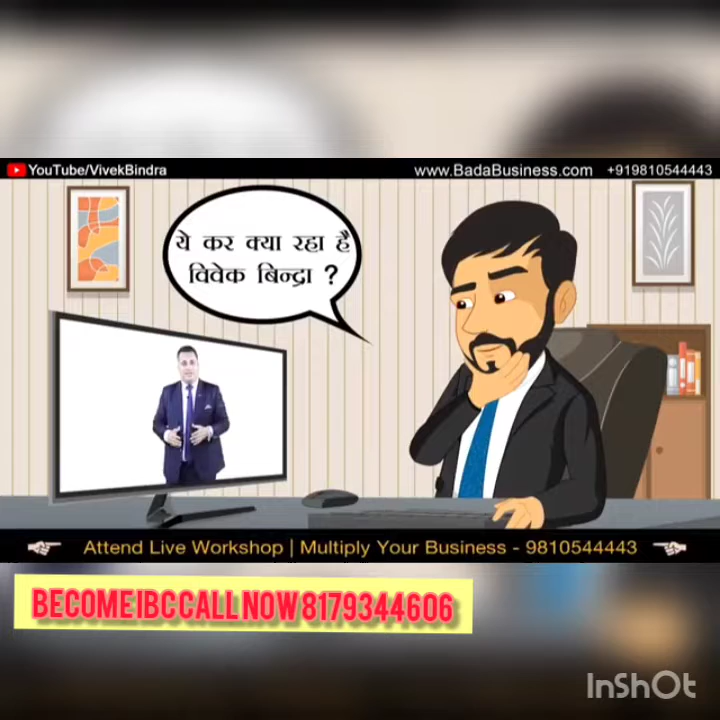 YouTube/VivekBindra
www.BadaBusiness.com +919810544443
ये कर क्या रहा है
विवेक बिन्द्रा ?
Attend Live Workshop | Multiply Your Business - 9810544443
BECOME IBC CALL NOW 8179344606
InShOt